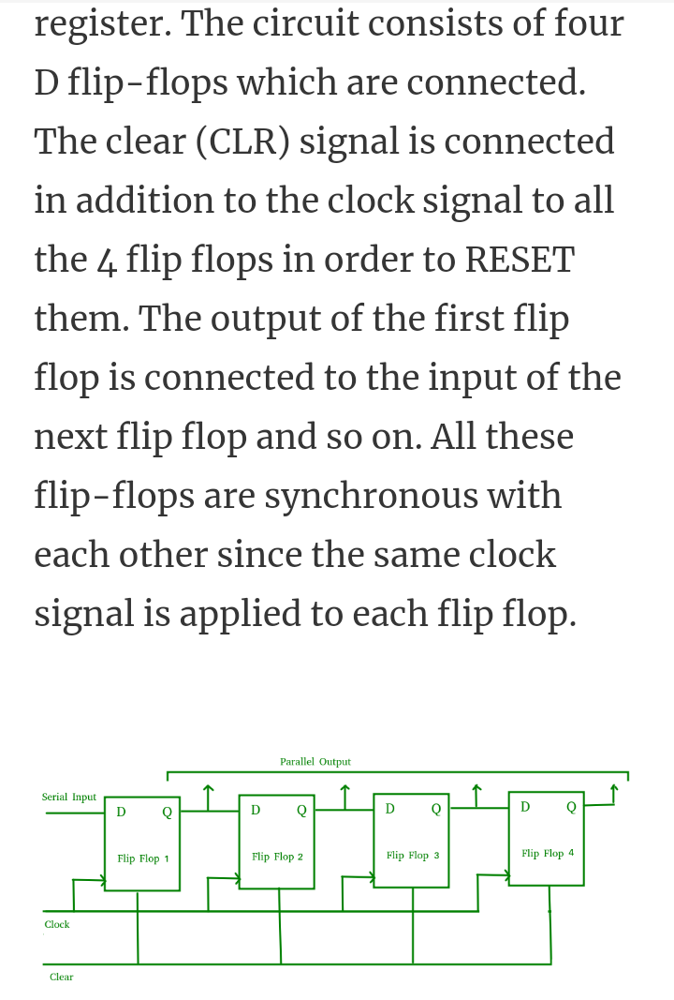 register. The circuit consists of four
D flip-flops which are connected.
The clear (CLR) signal is connected
in addition to the clock signal to all
the 4 flip flops in order to RESET
them. The output of the first flip
flop is connected to the input of the
next flip flop and so on. All these
flip-flops are synchronous with
each other since the same clock
signal is applied to each flip flop.
Parallel Output
Serial Input
D Q D Q D Q D Q
Flip Flop 1 Flip Flop 2 Flip Flop 3 Flip Flop 4
Clock
Clear